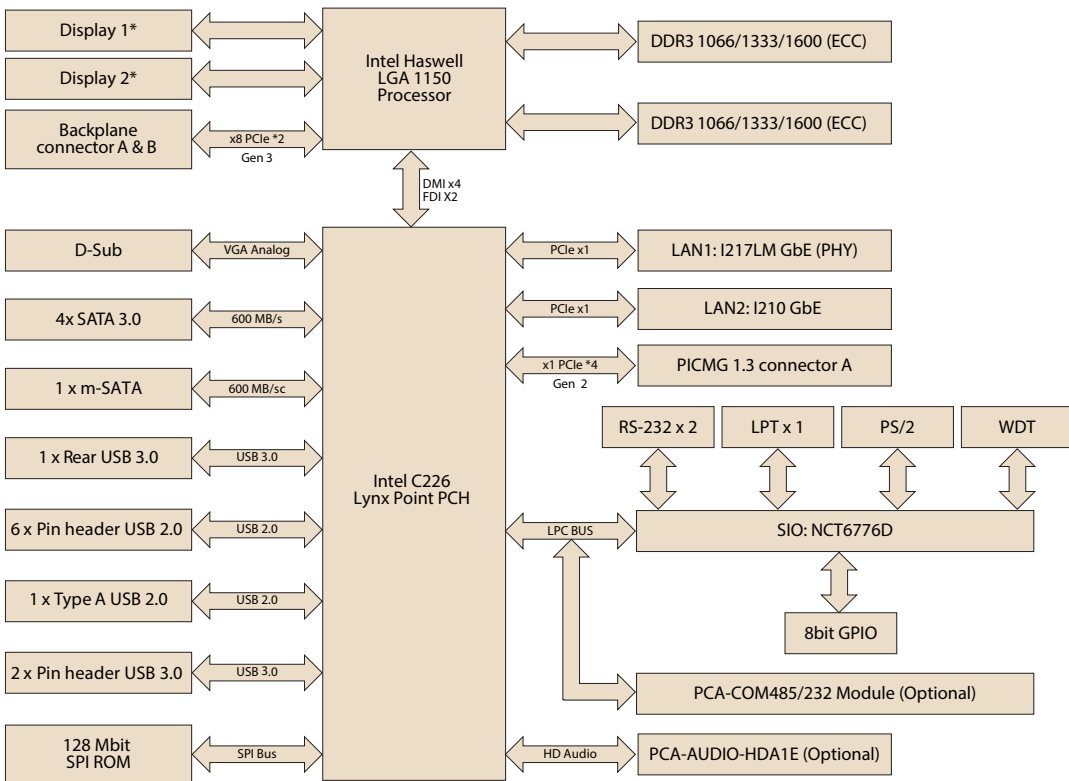 Display 1*
Display 2*
Backplane
connector A & B
x8 PCIe *2
Gen 3
Intel Haswell
LGA 1150
Processor
DDR3 1066/1333/1600 (ECC)
DDR3 1066/1333/1600 (ECC)
DMI x4
FDI X2
D-Sub
VGA Analog
4x SATA 3.0
600 MB/s
1 x m-SATA
600 MB/sc
1 x Rear USB 3.0
USB 3.0
6 x Pin header USB 2.0
USB 2.0
1 x Type A USB 2.0
USB 2.0
2 x Pin header USB 3.0
USB 3.0
128 Mbit
SPI ROM
SPI Bus
Intel C226
Lynx Point PCH
PCIe x1
LAN1: I217LM GbE (PHY)
PCIe x1
LAN2: I210 GbE
x1 PCIe *4
Gen 2
PICMG 1.3 connector A
RS-232 x 2
LPT x 1
PS/2
WDT
LPC BUS
SIO: NCT6776D
8bit GPIO
PCA-COM485/232 Module (Optional)
HD Audio
PCA-AUDIO-HDA1E (Optional)